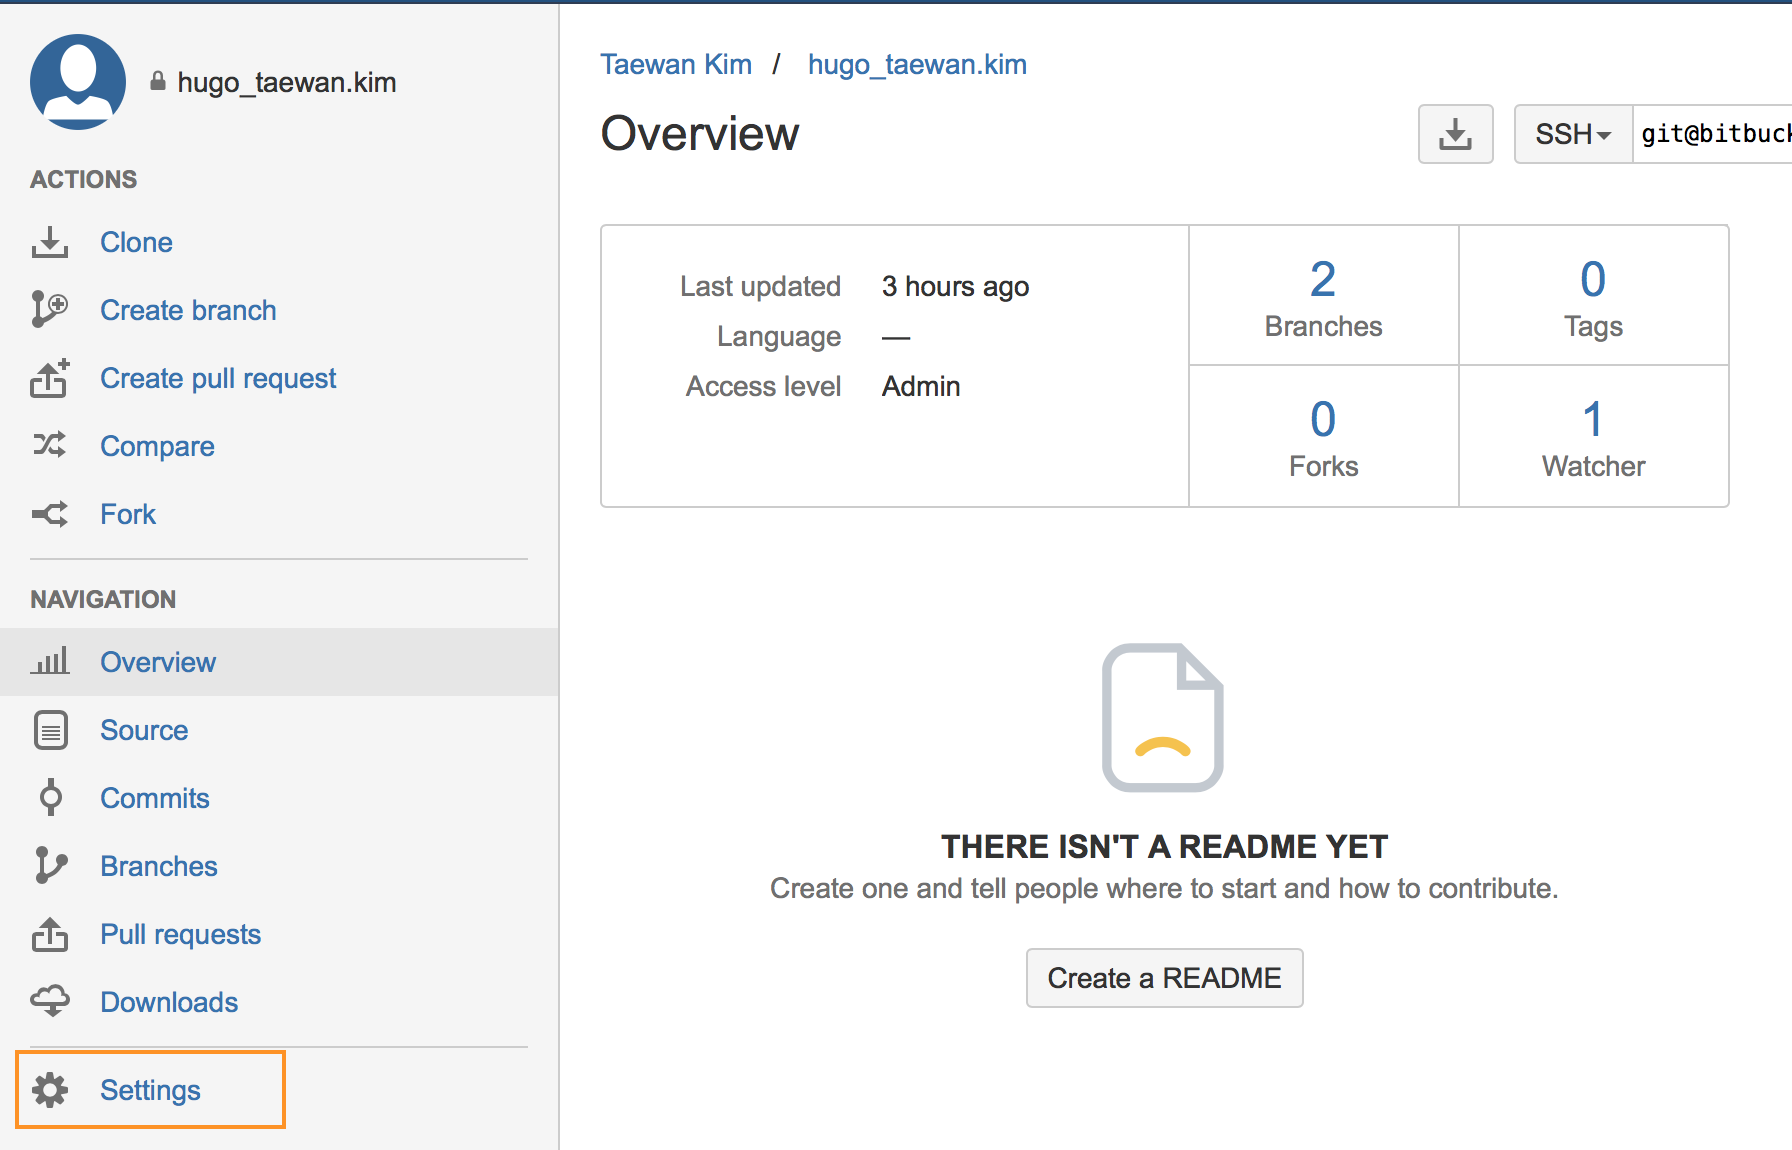 hugo_taewan.kim
ACTIONS
Clone
Create branch
Create pull request
Compare
Fork
NAVIGATION
Overview
Source
Commits
Branches
Pull requests
Downloads
Settings
Taewan Kim / hugo_taewan.kim
Overview
SSH git@bitbuck
Last updated 3 hours ago
Language —
Access level Admin
2
Branches
0
Tags
0
Forks
1
Watcher
THERE ISN'T A README YET
Create one and tell people where to start and how to contribute.
Create a README